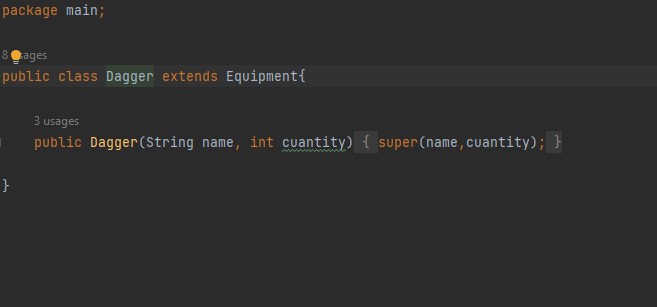 package main;
8 usages
public class Dagger extends Equipment{
3 usages
public Dagger(String name, int cuantity) { super(name,cuantity); }
}